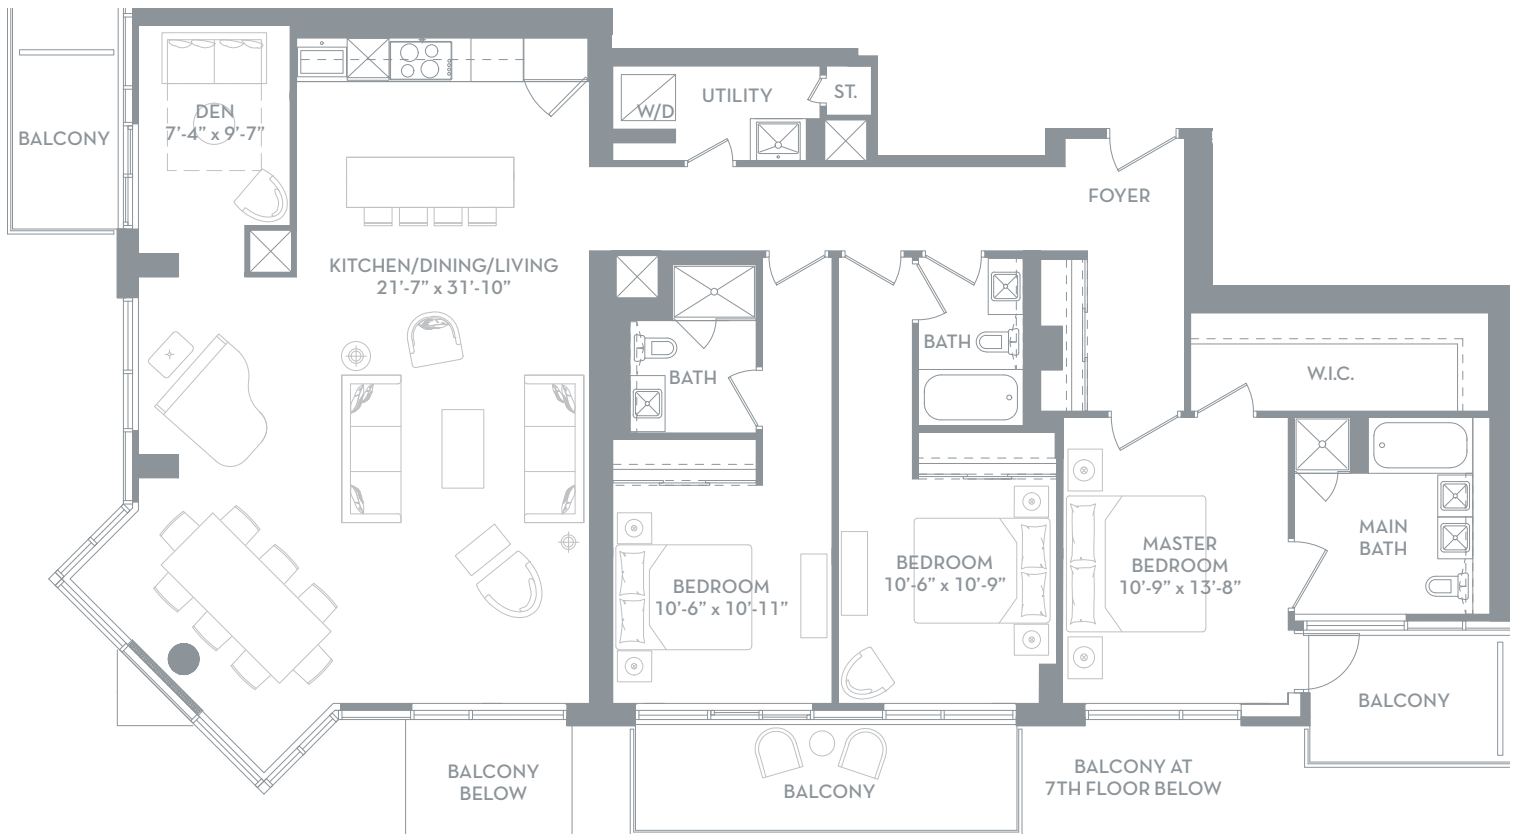 DEN
7'-4" x 9'-7"
BALCONY
W/D
UTILITY
ST.
FOYER
KITCHEN/DINING/LIVING
21'-7" x 31'-10"
BATH
BATH
W.I.C.
MAIN
BATH
MASTER
BEDROOM
10'-9" x 13'-8"
BEDROOM
10'-6" x 10'-9"
BEDROOM
10'-6" x 10'-11"
BALCONY
BALCONY
BELOW
BALCONY
BALCONY AT
7TH FLOOR BELOW